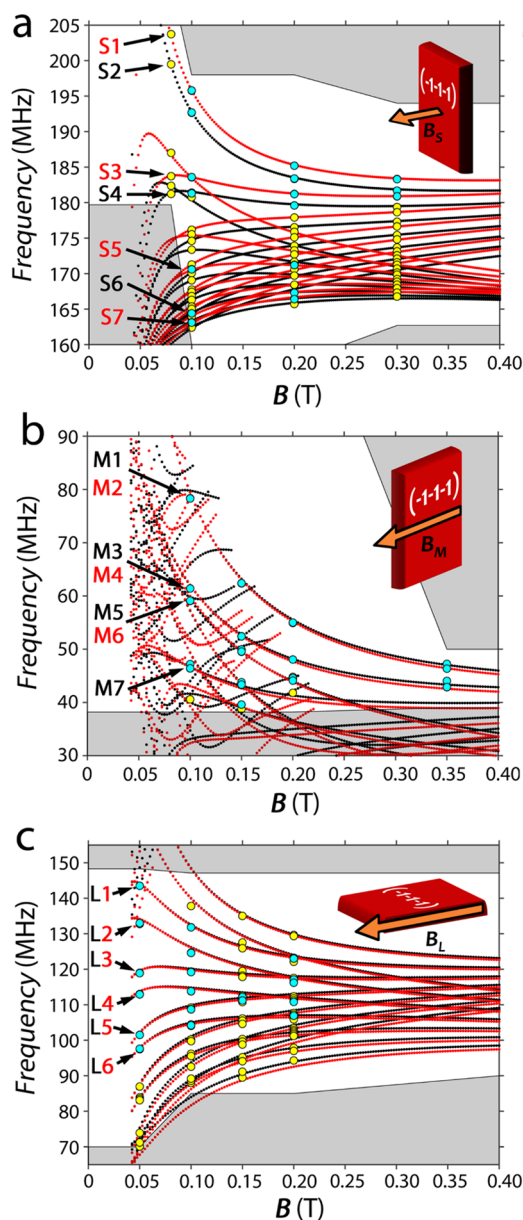 a
205
200
195
190
185
180
175
170
165
160
Frequency (MHz)
S1
S2
S3
S4
S5
S6
S7
(-1-1-1)
B_S
0 0.05 0.10 0.15 0.20 0.25 0.30 0.35 0.40
B (T)
b
90
80
70
60
50
40
30
Frequency (MHz)
M1
M2
M3
M4
M5
M6
M7
(-1-1-1)
B_M
0 0.05 0.10 0.15 0.20 0.25 0.30 0.35 0.40
B (T)
c
150
140
130
120
110
100
90
80
70
Frequency (MHz)
L1
L2
L3
L4
L5
L6
(-1-1-1)
B_L
0 0.05 0.10 0.15 0.20 0.25 0.30 0.35 0.40
B (T)